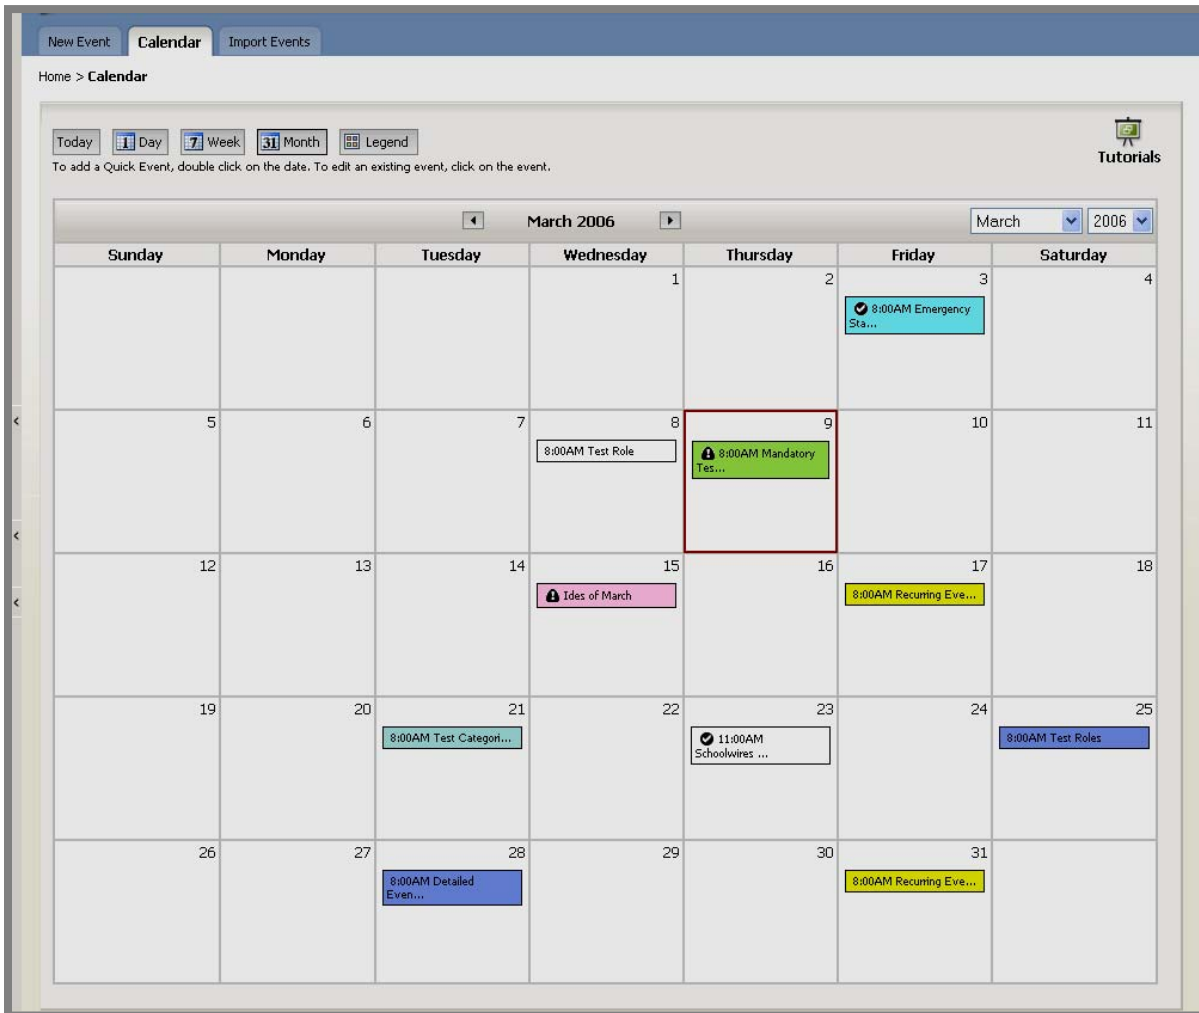 New Event Calendar Import Events
Home > Calendar
Today 1 Day 7 Week 31 Month Legend
Tutorials
To add a Quick Event, double click on the date. To edit an existing event, click on the event.
March 2006 March 2006
Sunday Monday Tuesday Wednesday Thursday Friday Saturday
1 2 3 4
8:00AM Emergency
Sta...
5 6 7 8 9 10 11
8:00AM Test Role
8:00AM Mandatory
Tes...
12 13 14 15 16 17 18
Ides of March 8:00AM Recurring Eve...
19 20 21 22 23 24 25
8:00AM Test Categori... 11:00AM 8:00AM Test Roles
Schoolwires ...
26 27 28 29 30 31
8:00AM Detailed 8:00AM Recurring Eve...
Even...